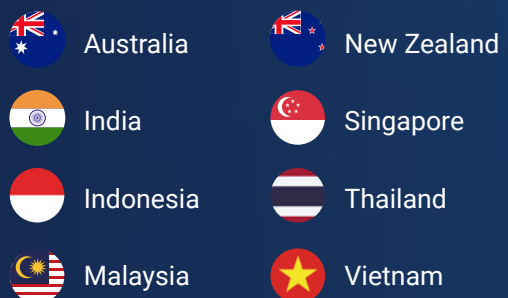 Australia
New Zealand
India
Singapore
Indonesia
Thailand
Malaysia
Vietnam